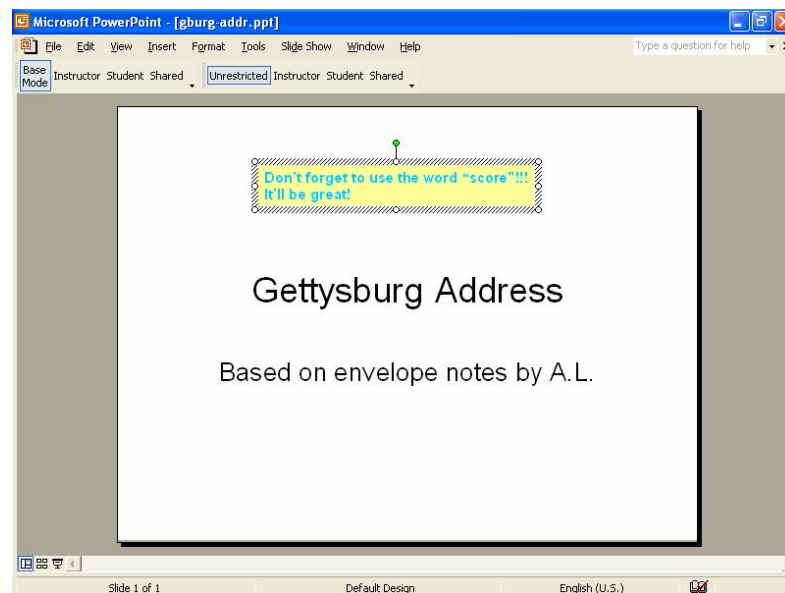 Microsoft PowerPoint - [gburg-addr.ppt]
File Edit View Insert Format Tools Slide Show Window Help Type a question for help
Base Mode Instructor Student Shared Unrestricted Instructor Student Shared
Don't forget to use the word “score”!!!
It'll be great!
Gettysburg Address
Based on envelope notes by A.L.
Slide 1 of 1 Default Design English (U.S.)